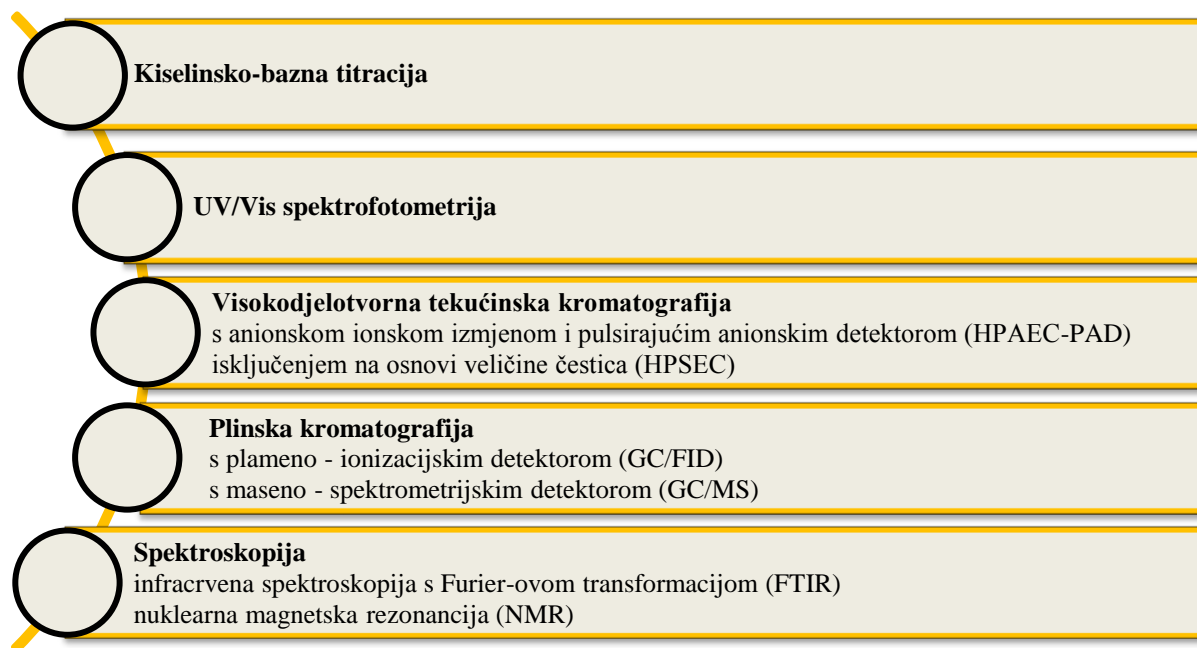 Kiselinsko-bazna titracija
UV/Vis spektrofotometrija
Visokodjelotvorna tekućinska kromatografija
s anionskom ionskom izmjenom i pulsirajućim anionskim detektorom (HPAEC-PAD)
isključenjem na osnovi veličine čestica (HPSEC)
Plinska kromatografija
s plameno - ionizacijskim detektorom (GC/FID)
s maseno - spektrometrijskim detektorom (GC/MS)
Spektroskopija
infracrvena spektroskopija s Furier-ovom transformacijom (FTIR)
nuklearna magnetska rezonancija (NMR)